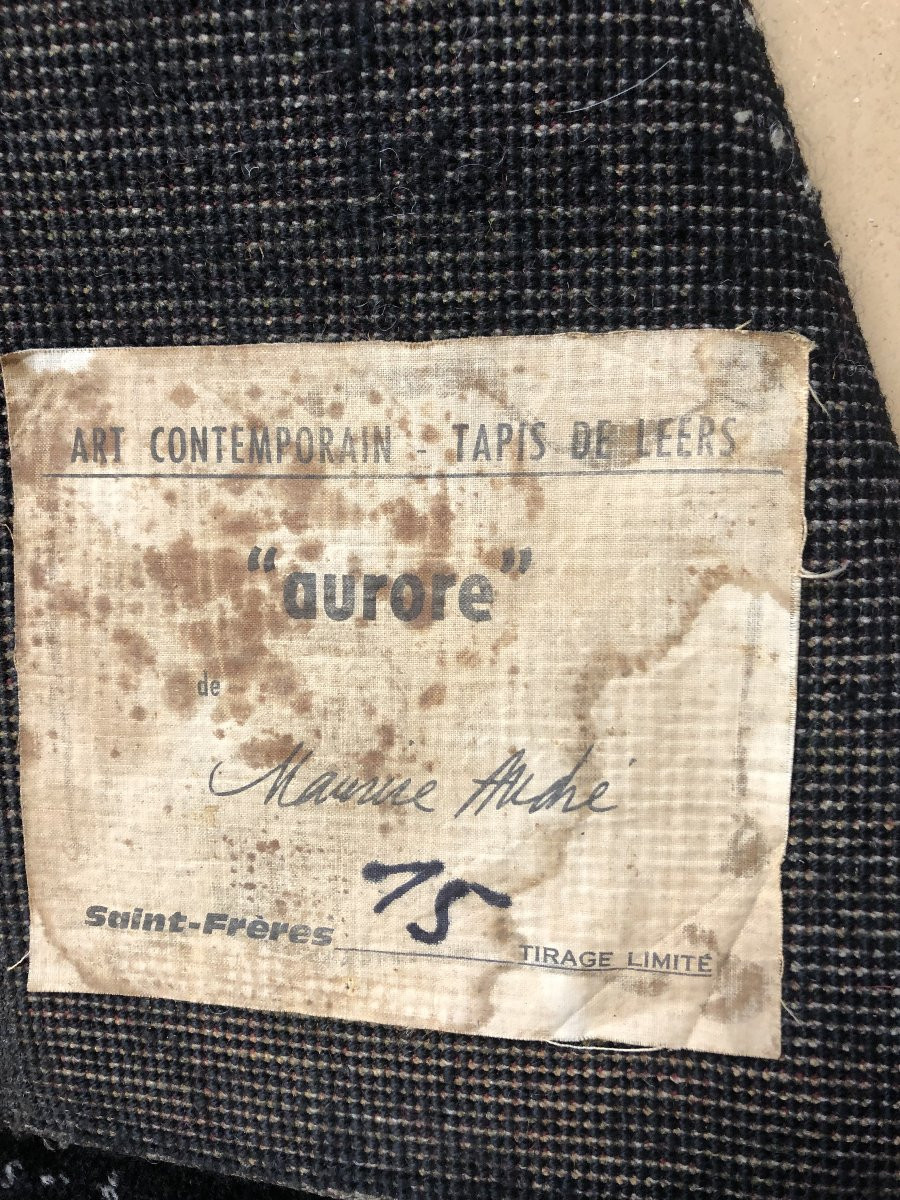 ART CONTEMPORAIN - TAPIS DE LEERS
"aurore"
de
Maurice André
75
Saint-Frères
TIRAGE LIMITÉ